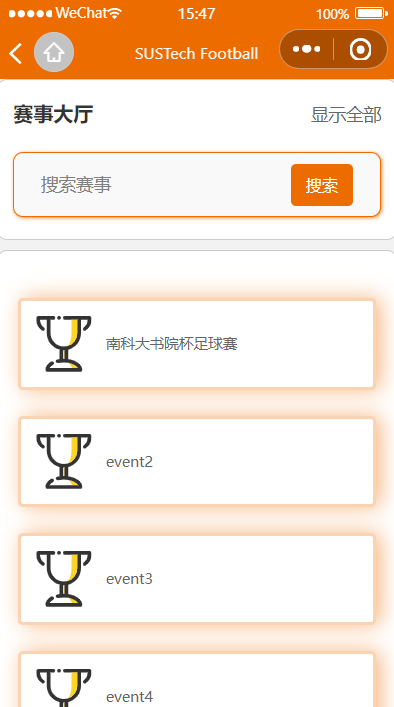 WeChat 15:47 100%
SUSTech Football
赛事大厅 显示全部
搜索赛事 搜索
南科大书院杯足球赛
event2
event3
event4